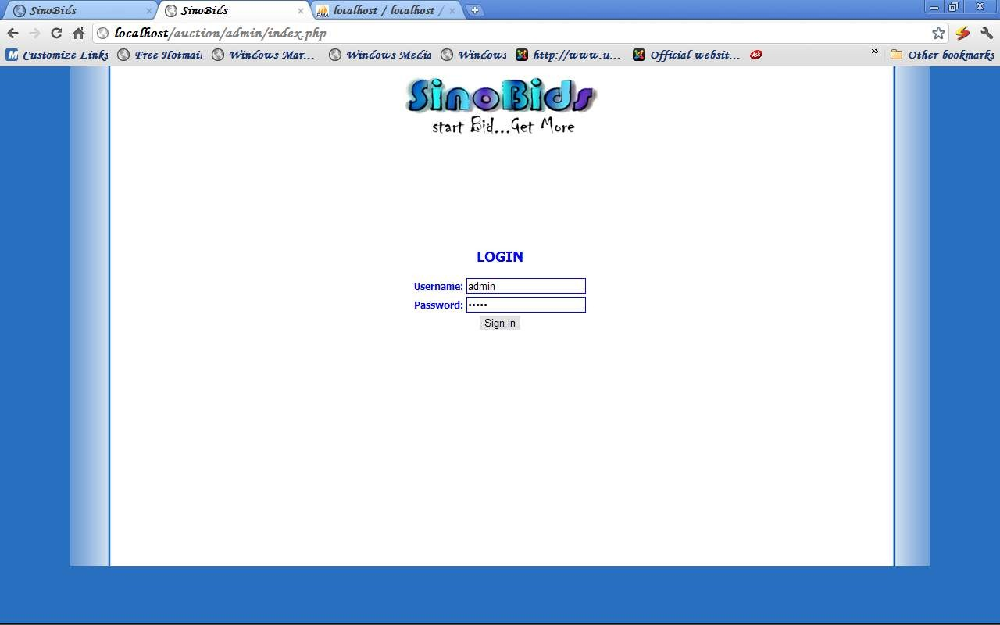 SinoBids
SinoBids
localhost / localhost /
localhost/auction/admin/index.php
Customize Links
Free Hotmail
Windows Mar...
Windows Media
Windows
http://www.u...
Official websit...
Ask
»
Other bookmarks
SinoBids
start Bid...Get More
LOGIN
Username: admin
Password: •••••
Sign in